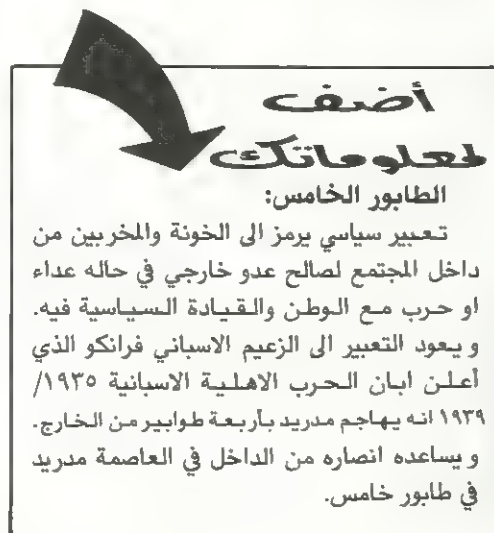 أضف
لمعلوماتك
الطابور الخامس:
تعبير سياسي يرمز الى الخونة والمخربين من
داخل المجتمع لصالح عدو خارجي في حاله عداء
او حرب مع الوطن والقيادة السياسية فيه.
و يعود التعبير الى الزعيم الاسباني فرانكو الذي
أعلن ابان الحرب الاهلية الاسبانية ١٩٣٥/
١٩٣٩ انه يهاجم مدريد بأربعة طوابير من الخارج.
و يساعده انصاره من الداخل في العاصمة مدريد
في طابور خامس.